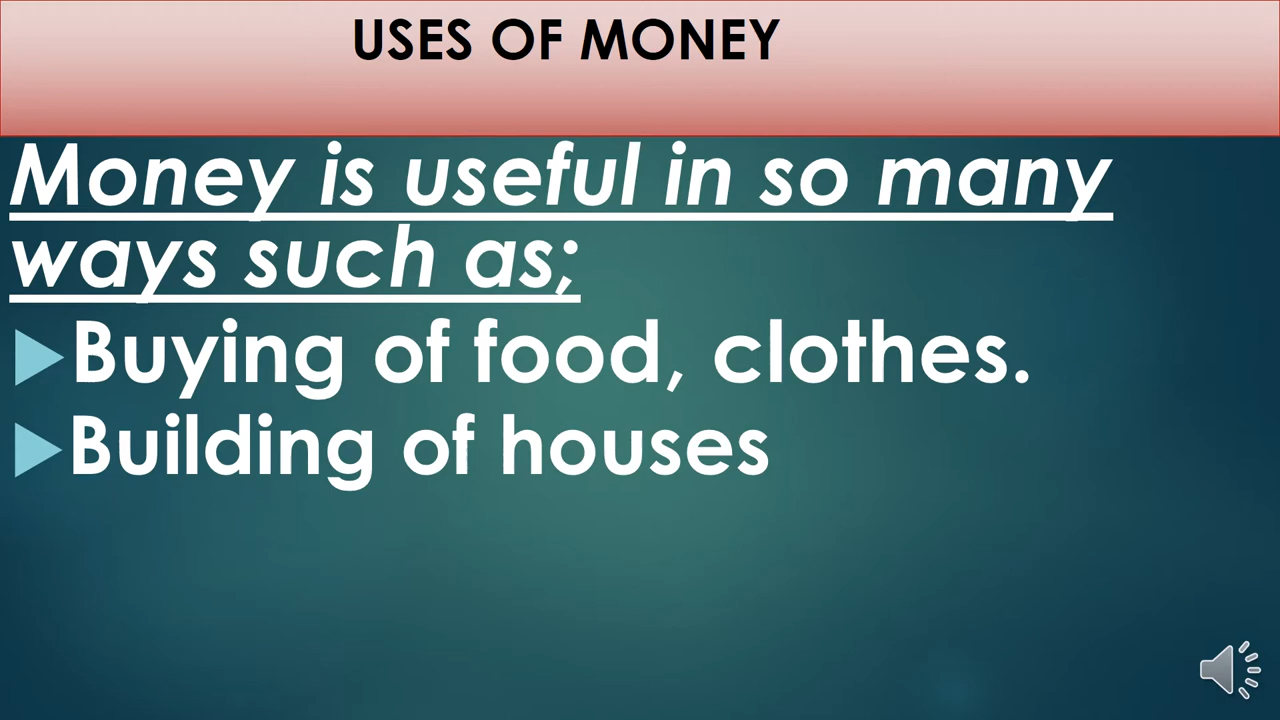 USES OF MONEY
Money is useful in so many
ways such as;
Buying of food, clothes.
Building of houses